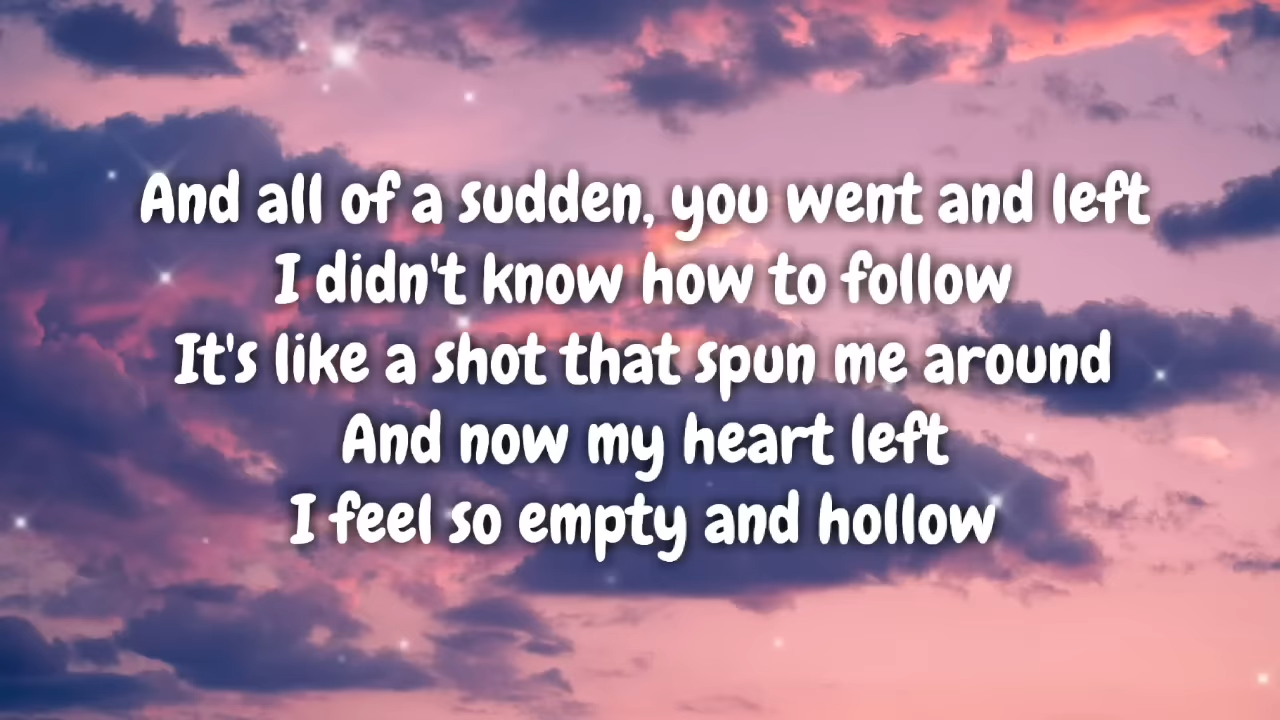 And all of a sudden, you went and left
I didn't know how to follow
It's like a shot that spun me around
And now my heart left
I feel so empty and hollow